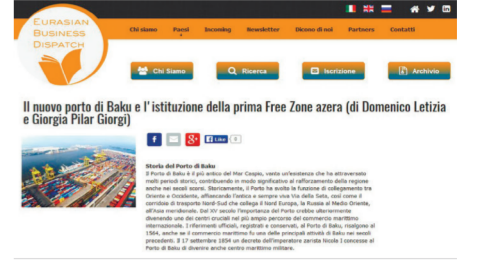 EURASIAN
BUSINESS
DISPATCH
Chi siamo Paesi Incoming Newsletter Dicono di noi Partners Contatti
Chi Siamo Ricerca Iscrizione Archivio
Il nuovo porto di Baku e l'istituzione della prima Free Zone azera (di Domenico Letizia
e Giorgia Pilar Giorgi)
f 8+ Like 0
Storia del Porto di Baku
Il Porto di Baku è il più antico del Mar Caspio, vanta un'esistenza che ha attraversato
molti periodi storici, contribuendo in modo significativo al rafforzamento della regione
anche nei secoli scorsi. Storicamente, il Porto ha svolto la funzione di collegamento tra
Oriente e Occidente, affiancando l'antica e sempre viva Via della Seta, così come il
corridoio di trasporto Nord-Sud che collega il Nord Europa, la Russia al Medio Oriente,
all'Asia meridionale. Dal XV secolo l'importanza del Porto crebbe ulteriormente
divenendo uno dei centri cruciali nel più ampio percorso del commercio marittimo
internazionale. I riferimenti ufficiali, registrati e conservati, al Porto di Baku, risalgono al
1564, anche se il commercio marittimo fu una delle principali attività di Baku nei secoli
precedenti. Il 17 settembre 1854 un decreto dell'imperatore zarista Nicola I concesse al
Porto di Baku di divenire anche centro marittimo militare.